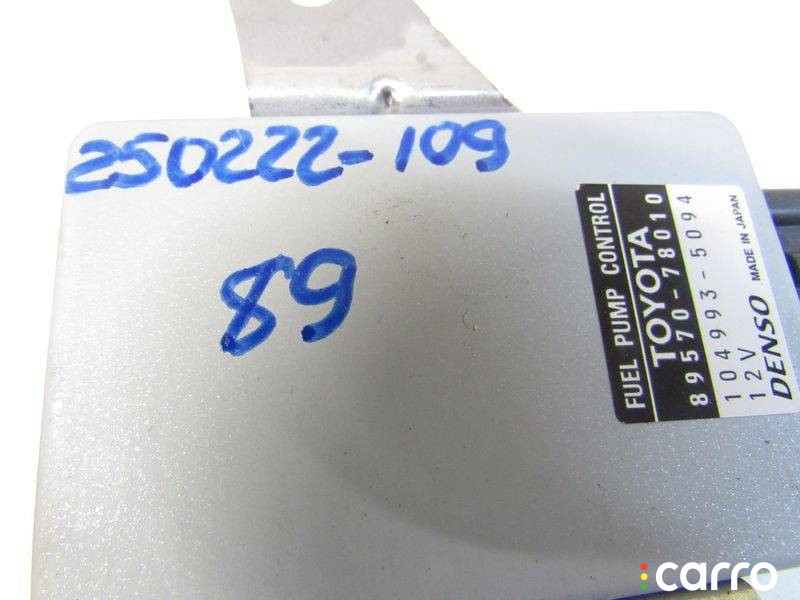 250222-109
89
FUEL PUMP CONTROL
TOYOTA
89570-78010
104993-5094
12V
DENSO MADE IN JAPAN
carro